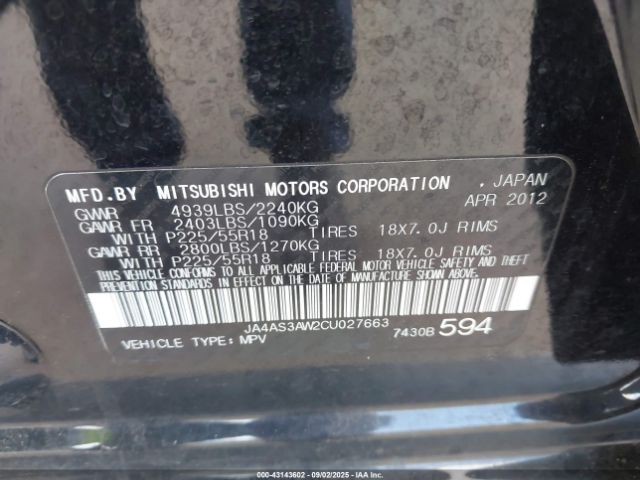 MFD.BY MITSUBISHI MOTORS CORPORATION , JAPAN
GVWR 4939LBS/2240KG APR 2012
GAWR FR 2403LBS/1090KG
WITH P225/55R18 TIRES 18X7.0J RIMS
GAWR RR 2800LBS/1270KG
WITH P225/55R18 TIRES 18X7.0J RIMS
THIS VEHICLE CONFORMS TO ALL APPLICABLE FEDERAL MOTOR VEHICLE SAFETY AND THEFT
PREVENTION STANDARDS IN EFFECT ON THE DATE OF MANUFACTURE SHOWN ABOVE.
JA4AS3AW2CU027663
VEHICLE TYPE: MPV 7430B 594
© 00-43143602 - 09/02/2025 - IAAI.COM